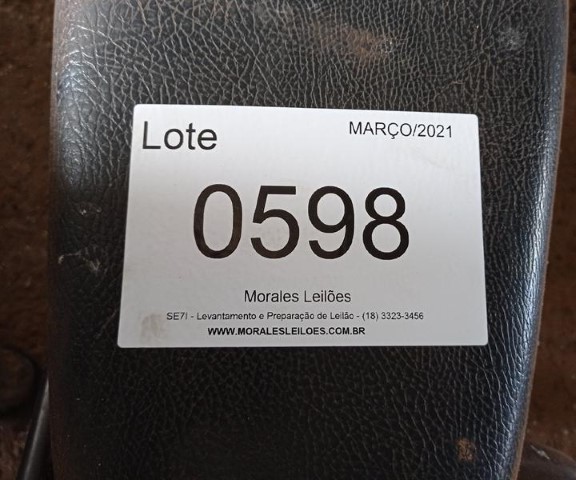 Lote MARÇO/2021
0598
Morales Leilões
SE7I - Levantamento e Preparação de Leilão - (18) 3323-3456
WWW.MORALESLEILOES.COM.BR